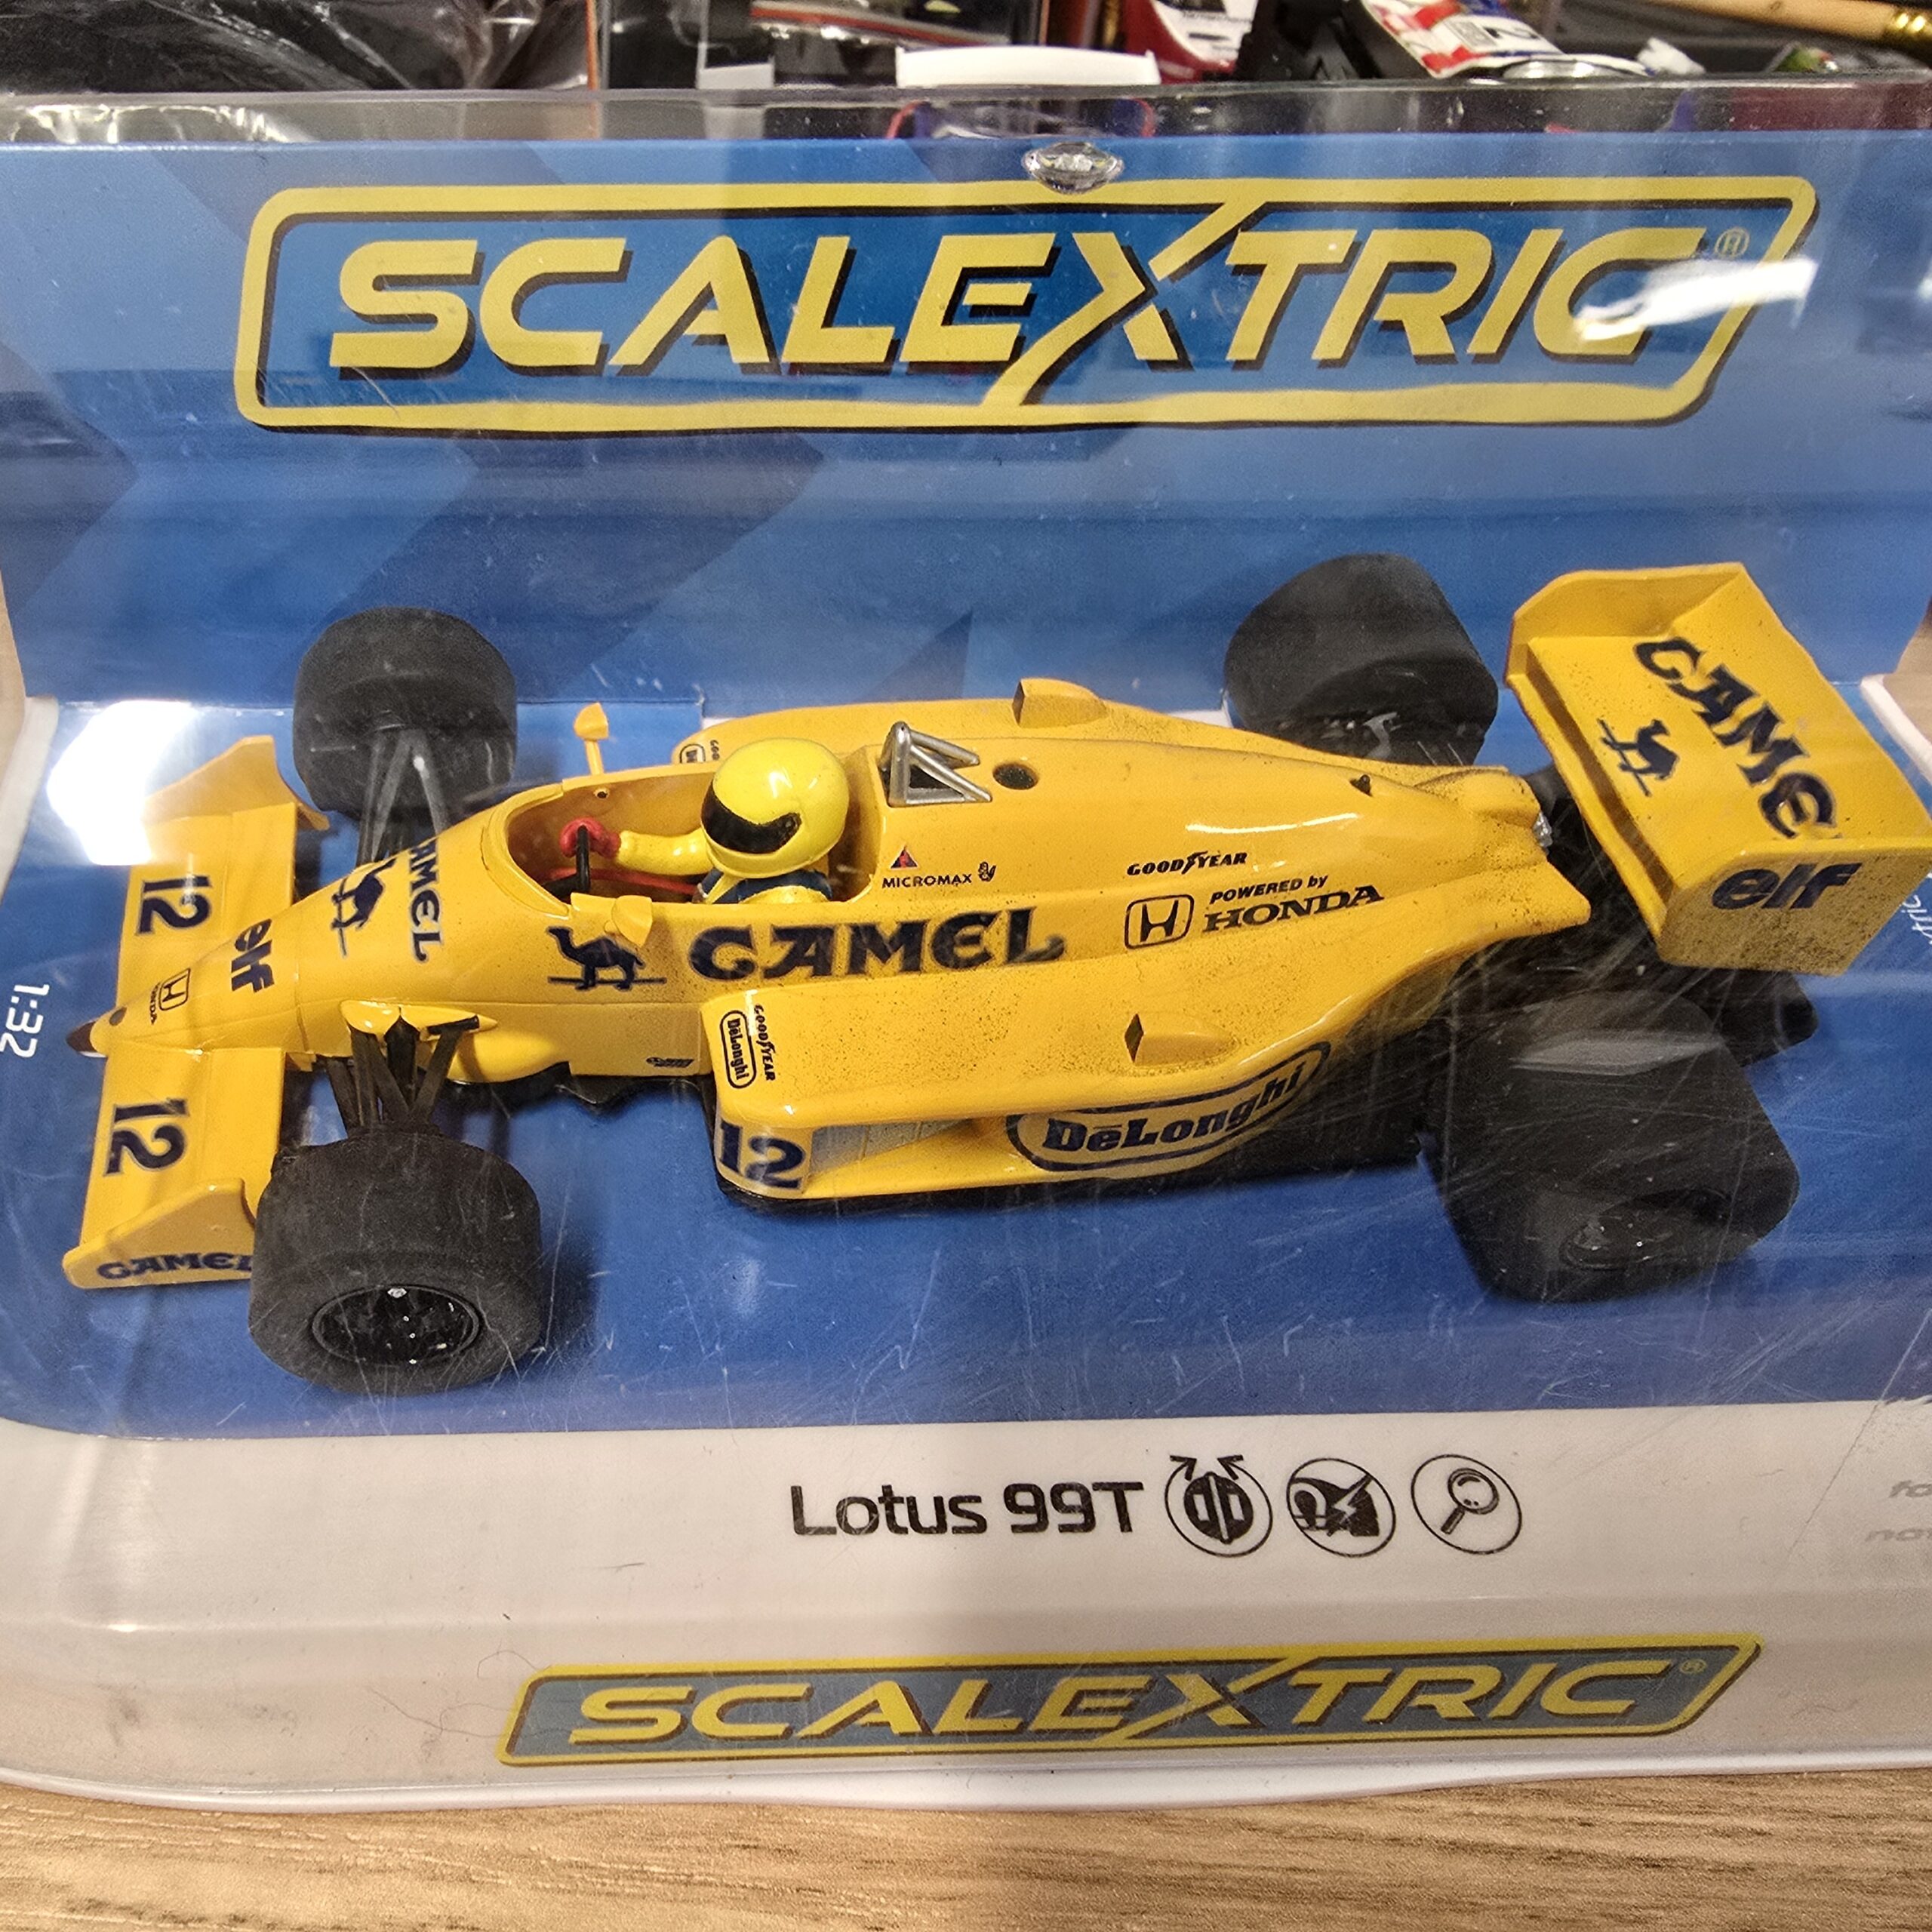 SCALEXTRIC®
CAMEL
elf
GOODYEAR
POWERED by
HONDA
MICROMAX
CAMEL
CAMEL
12
elf
HONDA
12
GOODYEAR
DeLonghi
12
DeLonghi
CAMEL
1:32
Lotus 99T
SCALEXTRIC®